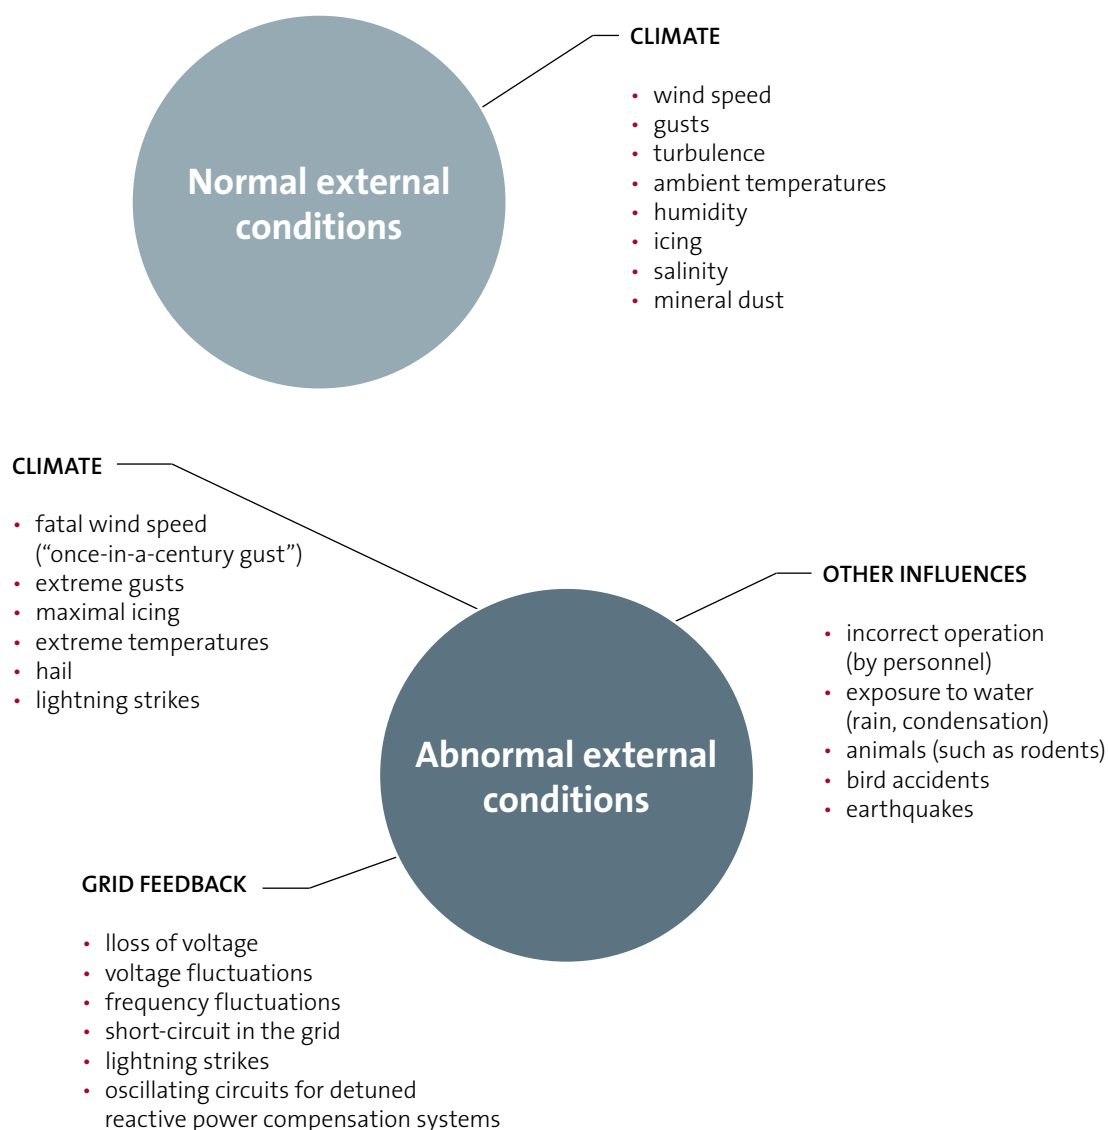 CLIMATE
• wind speed
• gusts
• turbulence
• ambient temperatures
• humidity
• icing
• salinity
• mineral dust
Normal external
conditions
CLIMATE
• fatal wind speed
(“once-in-a-century gust”)
• extreme gusts
• maximal icing
• extreme temperatures
• hail
• lightning strikes
OTHER INFLUENCES
• incorrect operation
(by personnel)
• exposure to water
(rain, condensation)
• animals (such as rodents)
• bird accidents
• earthquakes
Abnormal external
conditions
GRID FEEDBACK
• lloss of voltage
• voltage fluctuations
• frequency fluctuations
• short-circuit in the grid
• lightning strikes
• oscillating circuits for detuned
reactive power compensation systems